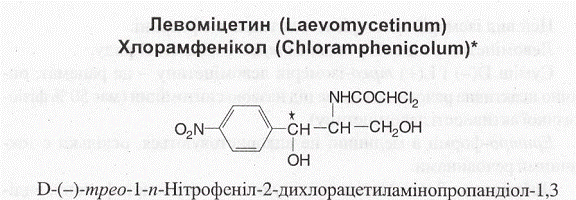 Левоміцетин (Laevomycetinum)
Хлорамфенікол (Chloramphenicolum)*
NHCOCHCl₂
*
O₂N CH—CH—CH₂OH
OH
D-(–)-трео-1-п-Нітрофеніл-2-дихлорацетиламінопропандіол-1,3